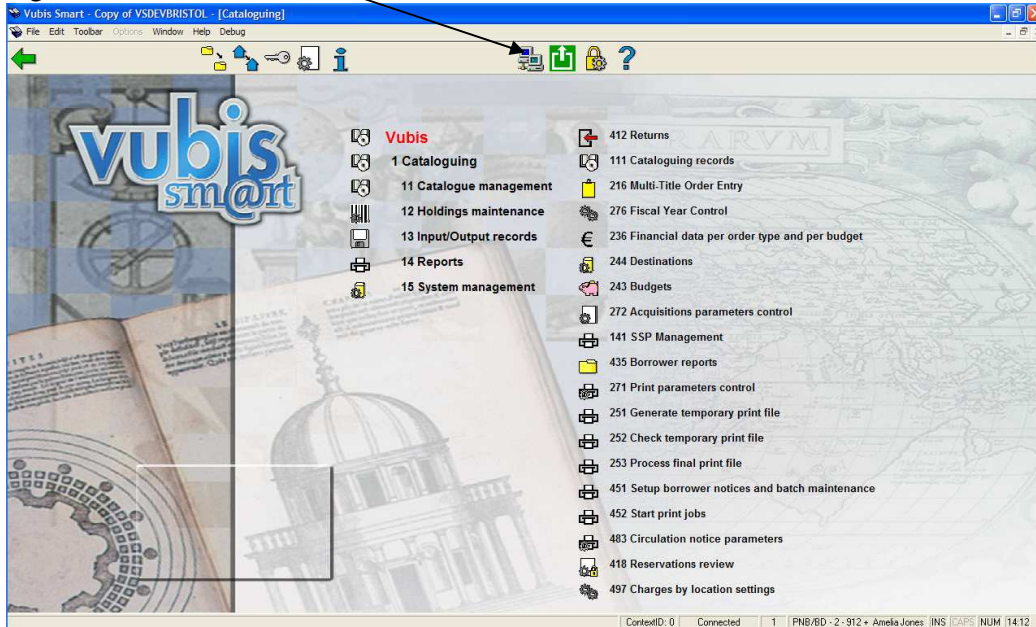 Vubis Smart - Copy of VSDEVBRISTOL - [Cataloguing]
File Edit Toolbar Options Window Help Debug
vubis
sm@rt
Vubis
1 Cataloguing
11 Catalogue management
12 Holdings maintenance
13 Input/Output records
14 Reports
15 System management
412 Returns
111 Cataloguing records
216 Multi-Title Order Entry
276 Fiscal Year Control
236 Financial data per order type and per budget
244 Destinations
243 Budgets
272 Acquisitions parameters control
141 SSP Management
435 Borrower reports
271 Print parameters control
251 Generate temporary print file
252 Check temporary print file
253 Process final print file
451 Setup borrower notices and batch maintenance
452 Start print jobs
483 Circulation notice parameters
418 Reservations review
497 Charges by location settings
ContextID: 0 Connected 1 PNB/BD - 2 - 912 + Amelia Jones INS CAPS NUM 14:12